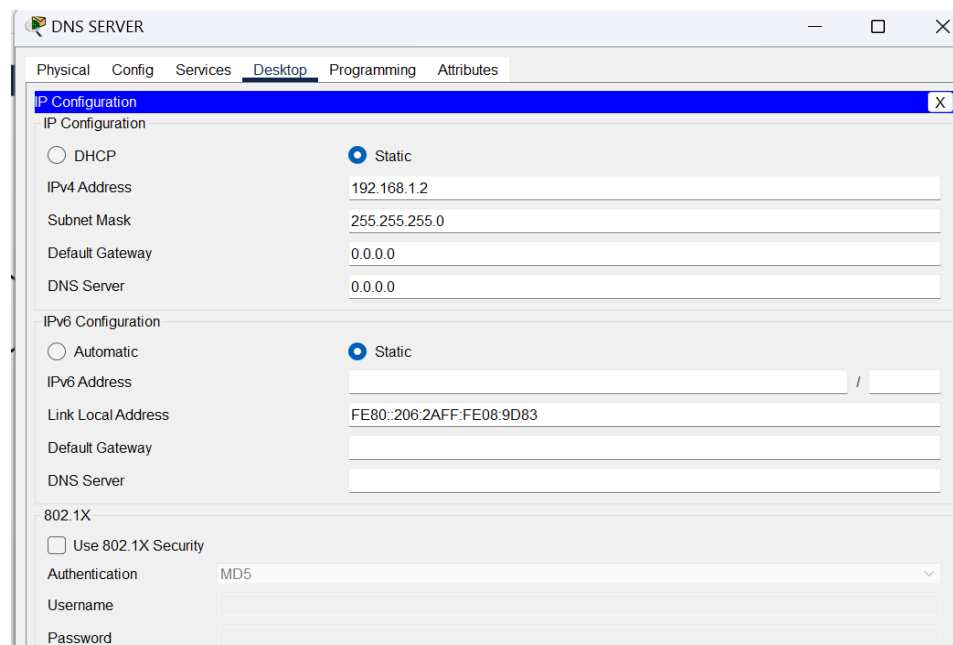 DNS SERVER
Physical Config Services Desktop Programming Attributes
IP Configuration X
IP Configuration
DHCP Static
IPv4 Address 192.168.1.2
Subnet Mask 255.255.255.0
Default Gateway 0.0.0.0
DNS Server 0.0.0.0
IPv6 Configuration
Automatic Static
IPv6 Address /
Link Local Address FE80::206:2AFF:FE08:9D83
Default Gateway
DNS Server
802.1X
Use 802.1X Security
Authentication MD5
Username
Password